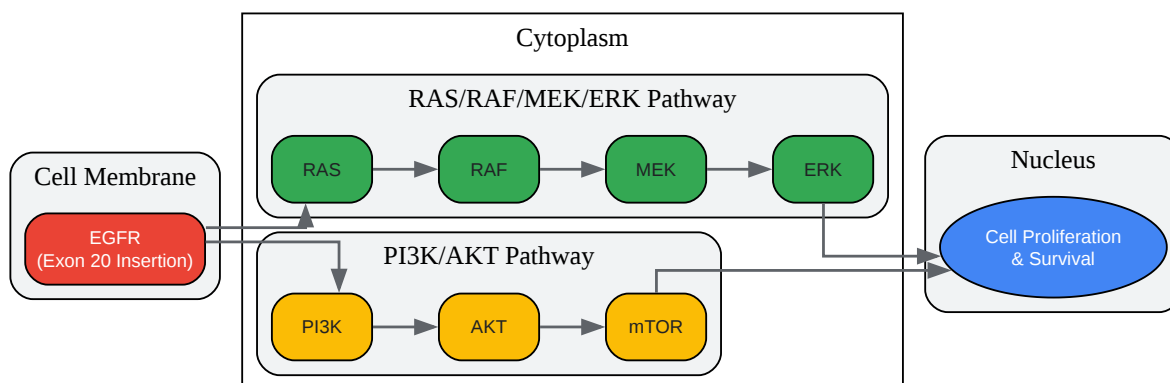 Cytoplasm
RAS/RAF/MEK/ERK Pathway
RAS
RAF
MEK
ERK
Cell Membrane
EGFR
(Exon 20 Insertion)
Nucleus
Cell Proliferation
& Survival
PI3K/AKT Pathway
PI3K
AKT
mTOR